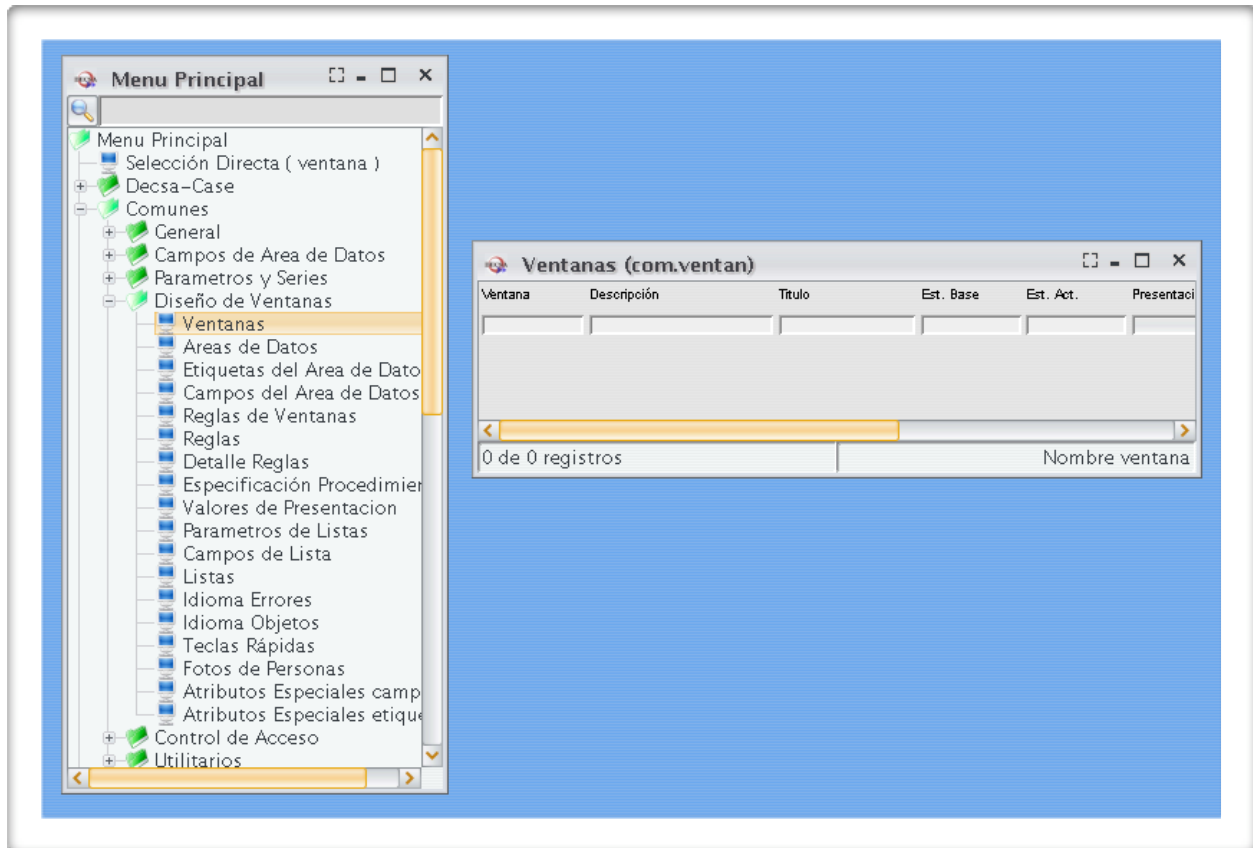 Menu Principal
Menu Principal
Selección Directa ( ventana )
Decsa-Case
Comunes
General
Campos de Area de Datos
Parametros y Series
Diseño de Ventanas
Ventanas
Areas de Datos
Etiquetas del Area de Dato
Campos del Area de Datos
Reglas de Ventanas
Reglas
Detalle Reglas
Especificación Procedimier
Valores de Presentacion
Parametros de Listas
Campos de Lista
Listas
Idioma Errores
Idioma Objetos
Teclas Rápidas
Fotos de Personas
Atributos Especiales camp
Atributos Especiales etique
Control de Acceso
Utilitarios
Ventanas (com.ventan)
Ventana Descripción Titulo Est. Base Est. Act. Presentaci
0 de 0 registros Nombre ventana